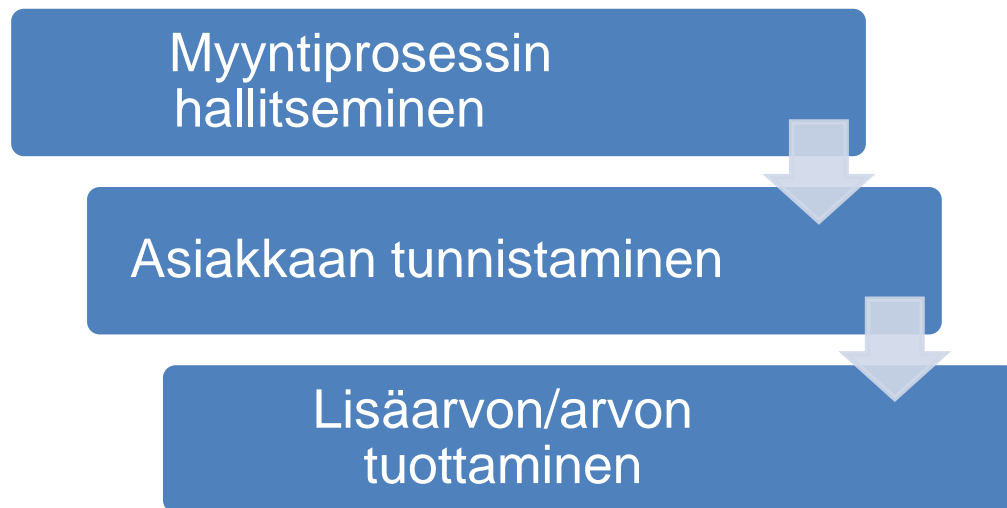 Myyntiprosessin
hallitseminen
Asiakkaan tunnistaminen
Lisäarvon/arvon
tuottaminen